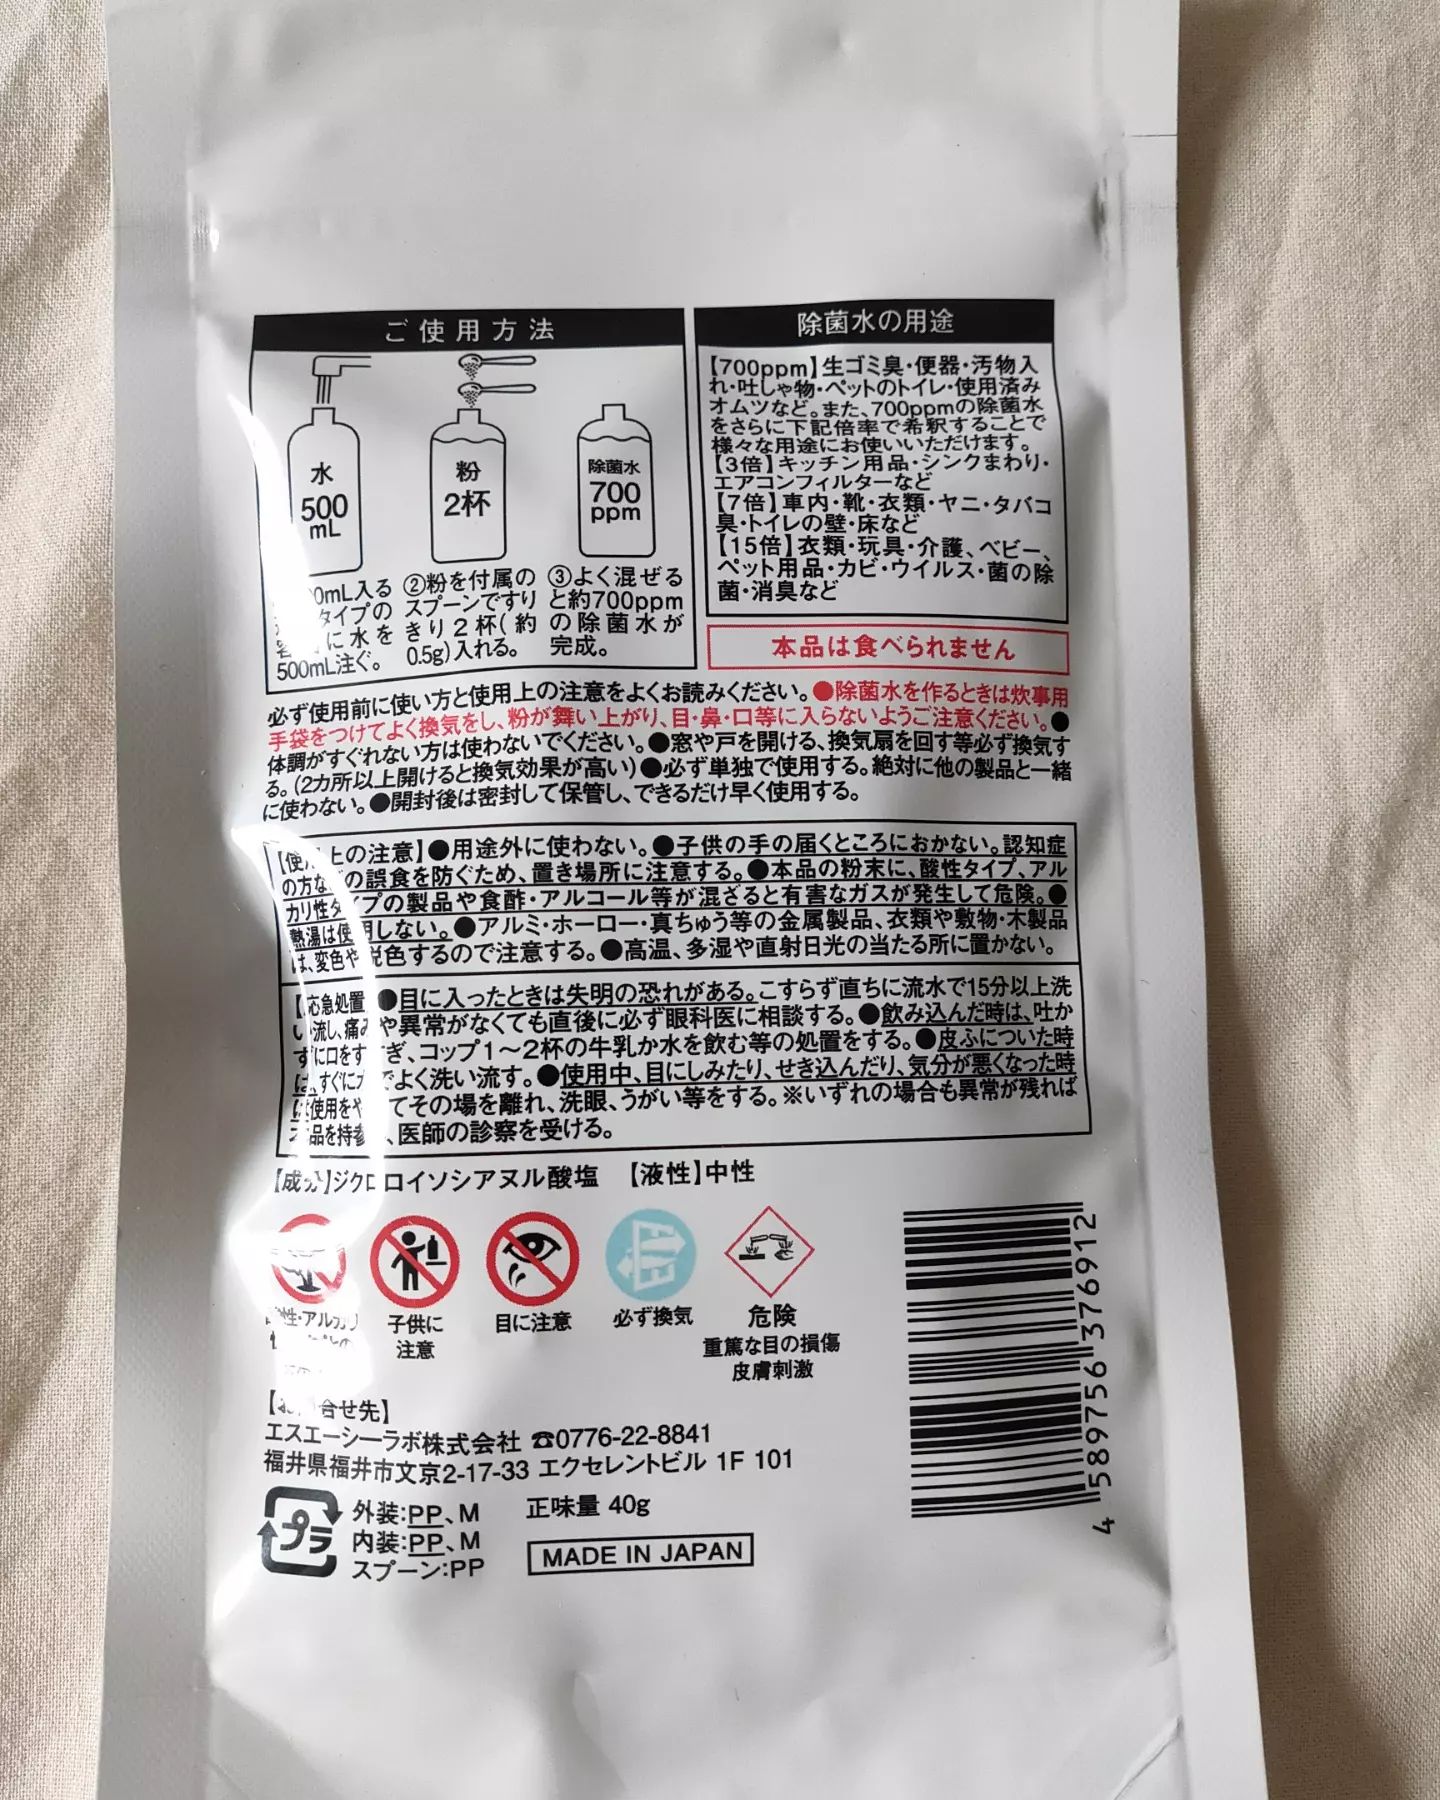 ご使用方法
水
500
mL
粉
2杯
除菌水
700
ppm
0mL入る
タイプの
に水を
500mL注ぐ。
②粉を付属の
スプーンですり
きり2杯(約
0.5g)入れる。
③よく混ぜる
と約700ppm
の除菌水が
完成。
除菌水の用途
【700ppm】生ゴミ臭・便器・汚物入
れ・吐しゃ物・ペットのトイレ・使用済み
オムツなど。また、700ppmの除菌水
をさらに下記倍率で希釈することで
様々な用途にお使いいただけます。
【3倍】キッチン用品・シンクまわり・
エアコンフィルターなど
【7倍】車内・靴・衣類・ヤニ・タバコ
臭・トイレの壁・床など
【15倍】衣類・玩具・介護、ベビー、
ペット用品・カビ・ウイルス・菌の除
菌・消臭など
本品は食べられません
必ず使用前に使い方と使用上の注意をよくお読みください。●除菌水を作るときは炊事用
手袋をつけてよく換気をし、粉が舞い上がり、目・鼻・口等に入らないようご注意ください。●
体調がすぐれない方は使わないでください。●窓や戸を開ける、換気扇を回す等必ず換気す
る。(2カ所以上開けると換気効果が高い)●必ず単独で使用する。絶対に他の製品と一緒
に使わない。●開封後は密封して保管し、できるだけ早く使用する。
上の注意】●用途外に使わない。●子供の手の届くところにおかない。認知症
の方な の誤食を防ぐため、置き場所に注意する。●本品の粉末に、酸性タイプ、アル
カリ性タイプの製品や食酢・アルコール等が混ざると有害なガスが発生して危険。●
熱湯は使用しない。●アルミ・ホーロー・真ちゅう等の金属製品、衣類や敷物・木製品
は、変色や脱色するので注意する。●高温、多湿や直射日光の当たる所に置かない。
応急処置 ●目に入ったときは失明の恐れがある。こすらず直ちに流水で15分以上洗
い流し、痛みや異常がなくても直後に必ず眼科医に相談する。●飲み込んだ時は、吐か
ずに口をすすぎ、コップ1〜2杯の牛乳か水を飲む等の処置をする。●皮ふについた時
は、すぐに でよく洗い流す。●使用中、目にしみたり、せき込んだり、気分が悪くなった時
は使用をや てその場を離れ、洗眼、うがい等をする。※いずれの場合も異常が残れば
品を持参 、医師の診察を受ける。
【成分】ジクロロイソシアヌル酸塩 【液性】中性
性・アルカリ
子供に
注意
目に注意
必ず換気
危険
重篤な目の損傷
皮膚刺激
合せ先】
エスエーシーラボ株式会社 ☎0776-22-8841
福井県福井市文京2-17-33 エクセレントビル 1F 101
プラ
外装:PP、M
内装:PP、M
スプーン:PP
正味量 40g
MADE IN JAPAN
4 589756 376912